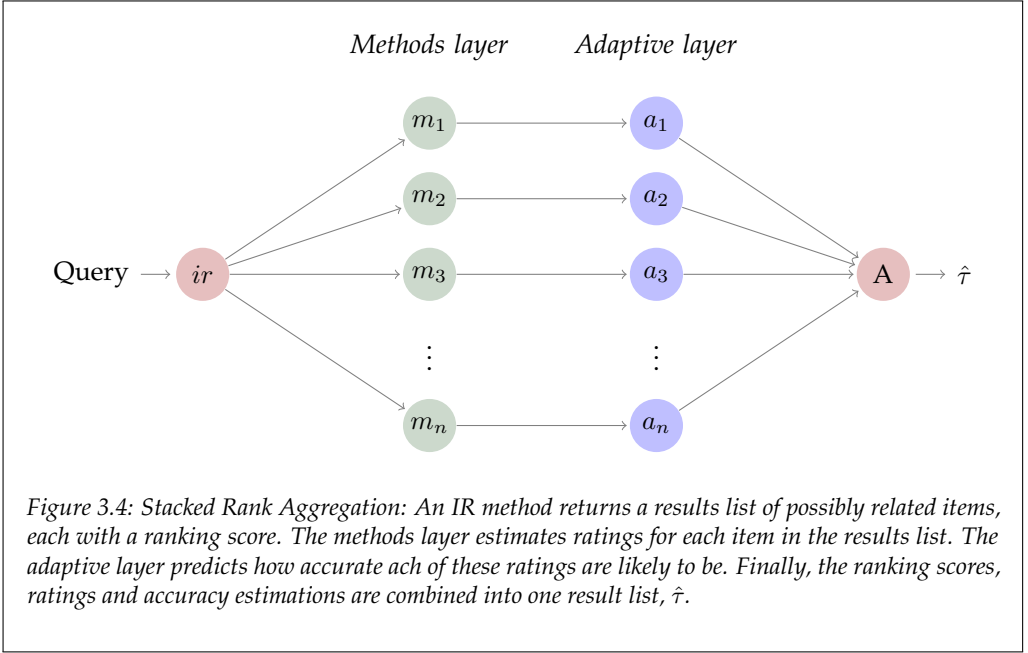 Methods layer Adaptive layer
m₁ a₁
m₂ a₂
Query ir m₃ a₃ A τ̂
⋮ ⋮
mₙ aₙ
Figure 3.4: Stacked Rank Aggregation: An IR method returns a results list of possibly related items,
each with a ranking score. The methods layer estimates ratings for each item in the results list. The
adaptive layer predicts how accurate ach of these ratings are likely to be. Finally, the ranking scores,
ratings and accuracy estimations are combined into one result list, τ̂.